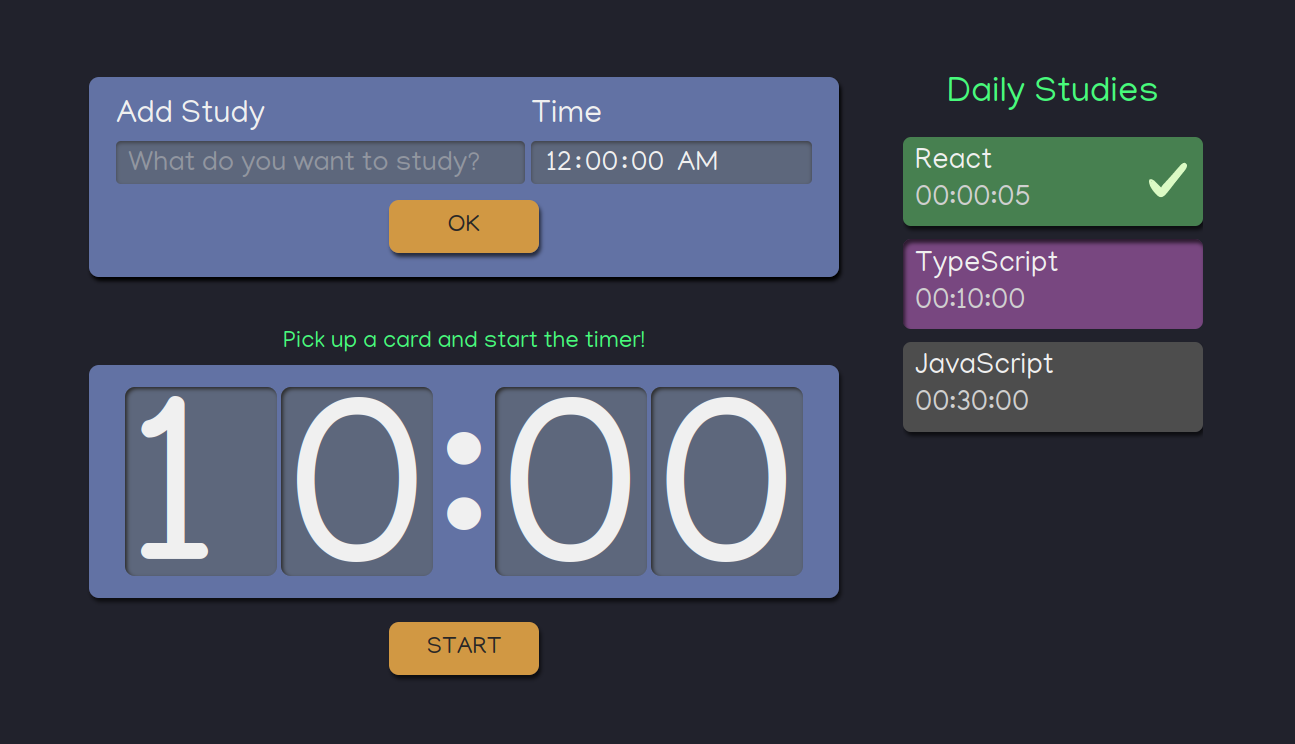 Add Study
Time
What do you want to study?
12:00:00 AM
OK
Pick up a card and start the timer!
10:00
START
Daily Studies
React
00:00:05
TypeScript
00:10:00
JavaScript
00:30:00